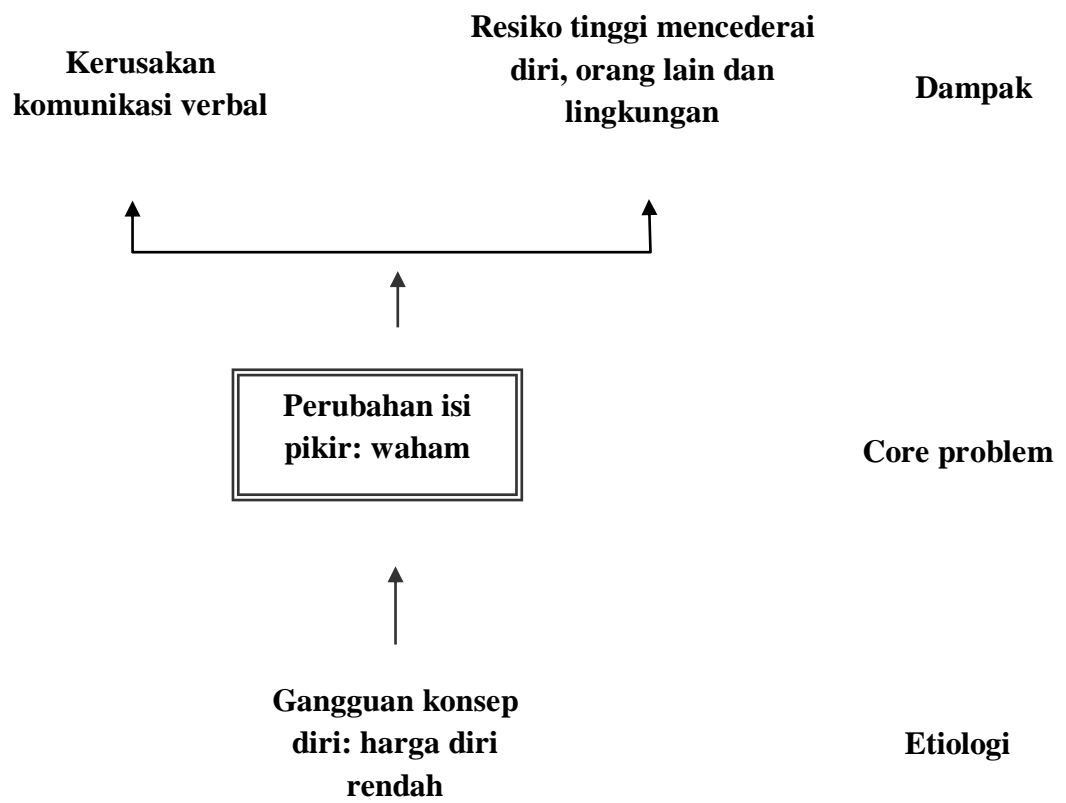 Kerusakan
komunikasi verbal
Resiko tinggi mencederai
diri, orang lain dan
lingkungan
Dampak
Perubahan isi
pikir: waham
Core problem
Gangguan konsep
diri: harga diri
rendah
Etiologi